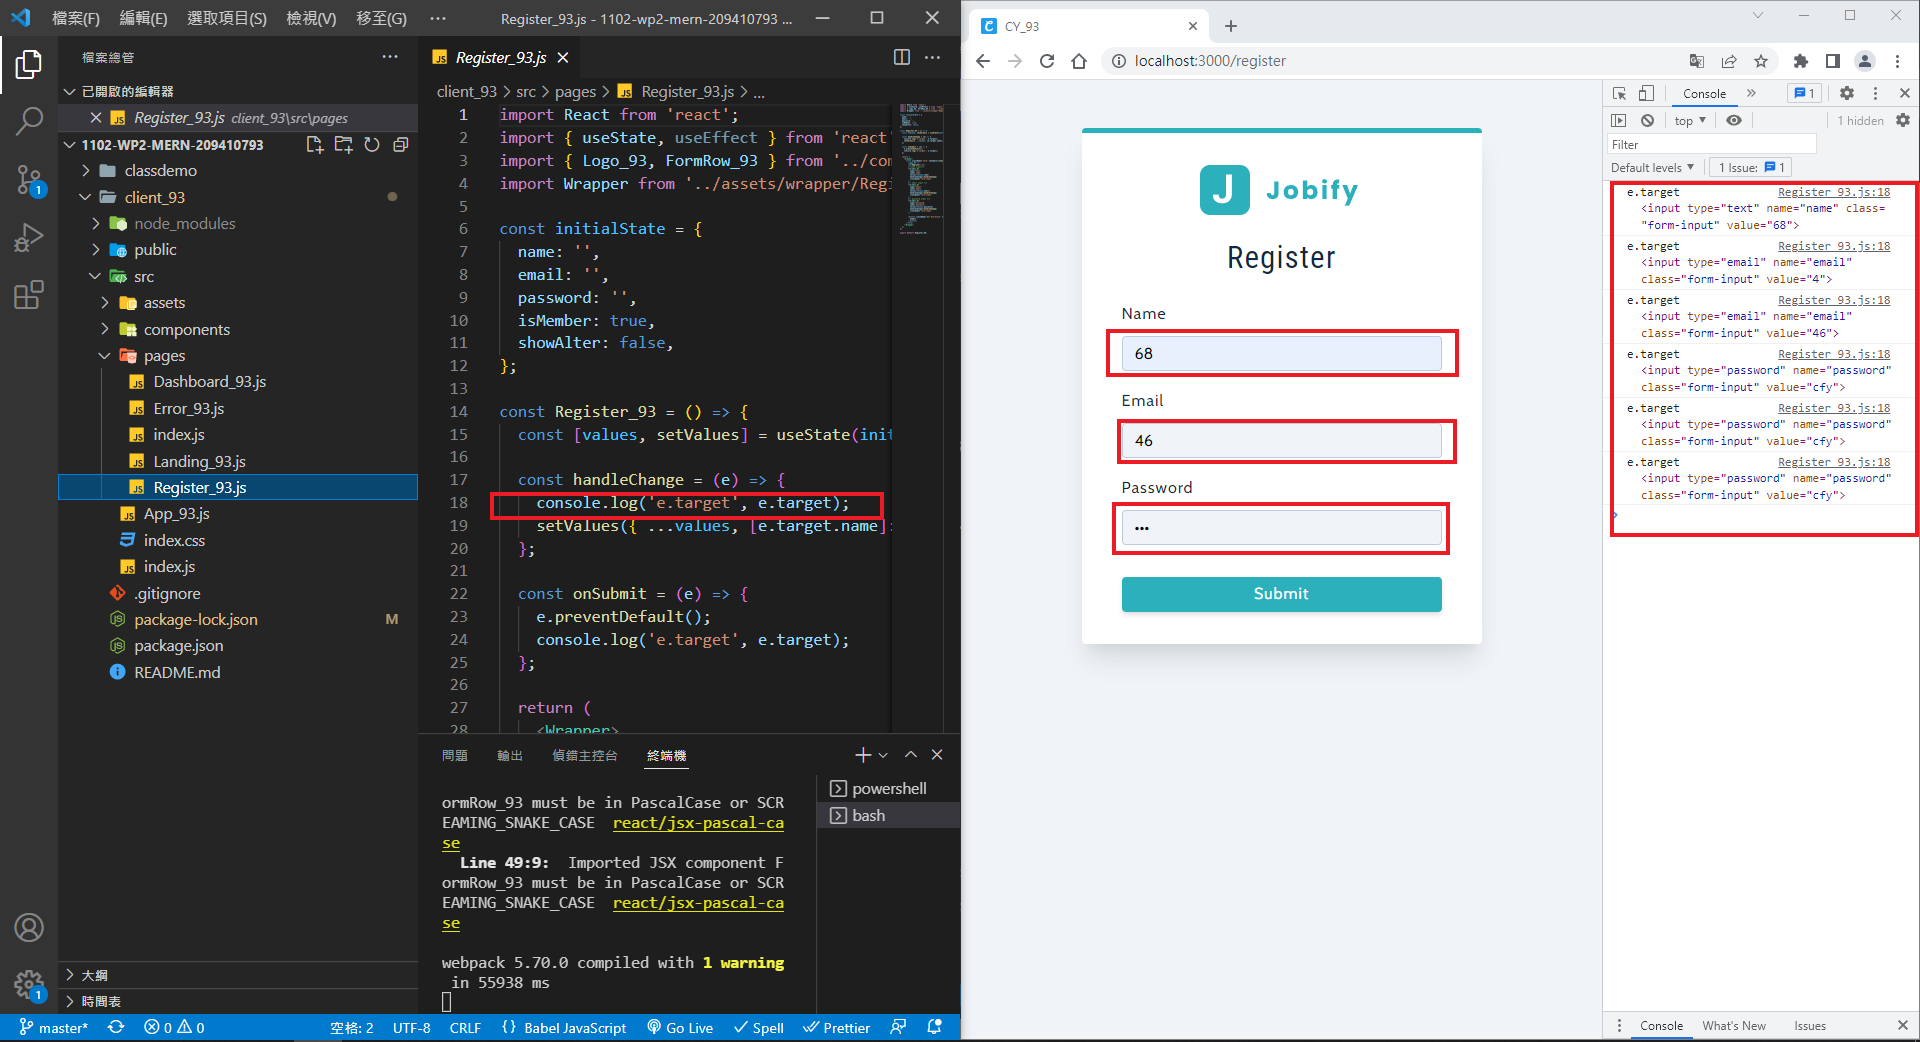 檔案(F) 編輯(E) 選取項目(S) 檢視(V) 移至(G) ··· Register_93.js - 1102-wp2-mern-209410793 ...
檔案總管 ···
已開啟的編輯器
JS Register_93.js client_93\src\pages
1102-WP2-MERN-209410793
classdemo
client_93
node_modules
public
src
assets
components
pages
JS Dashboard_93.js
JS Error_93.js
JS index.js
JS Landing_93.js
JS Register_93.js
JS App_93.js
index.css
JS index.js
.gitignore
package-lock.json M
package.json
README.md
大綱
時間表
1
1
JS Register_93.js
client_93 > src > pages > JS Register_93.js > ...
1 import React from 'react';
2 import { useState, useEffect } from 'react'
3 import { Logo_93, FormRow_93 } from '../com
4 import Wrapper from '../assets/wrapper/Regi
5
6 const initialState = {
7 name: '',
8 email: '',
9 password: '',
10 isMember: true,
11 showAlter: false,
12 };
13
14 const Register_93 = () => {
15 const [values, setValues] = useState(init
16
17 const handleChange = (e) => {
18 console.log('e.target', e.target);
19 setValues({ ...values, [e.target.name]:
20 };
21
22 const onSubmit = (e) => {
23 e.preventDefault();
24 console.log('e.target', e.target);
25 };
26
27 return (
28 <Wrapper>
問題 輸出 偵錯主控台 終端機
powershell
bash
ormRow_93 must be in PascalCase or SCR
EAMING_SNAKE_CASE react/jsx-pascal-ca
se
Line 49:9: Imported JSX component F
ormRow_93 must be in PascalCase or SCR
EAMING_SNAKE_CASE react/jsx-pascal-ca
se
webpack 5.70.0 compiled with 1 warning
in 55938 ms
master* 0 0 空格: 2 UTF-8 CRLF {} Babel JavaScript Go Live Spell Prettier
CY_93
localhost:3000/register
J Jobify
Register
Name
68
Email
46
Password
•••
Submit
Console » 1
top 1 hidden
Filter
Default levels 1 Issue: 1
e.target Register_93.js:18
<input type="text" name="name" class=
"form-input" value="68">
e.target Register_93.js:18
<input type="email" name="email"
class="form-input" value="4">
e.target Register_93.js:18
<input type="email" name="email"
class="form-input" value="46">
e.target Register_93.js:18
<input type="password" name="password"
class="form-input" value="cfy">
e.target Register_93.js:18
<input type="password" name="password"
class="form-input" value="cfy">
e.target Register_93.js:18
<input type="password" name="password"
class="form-input" value="cfy">
Console What's New Issues